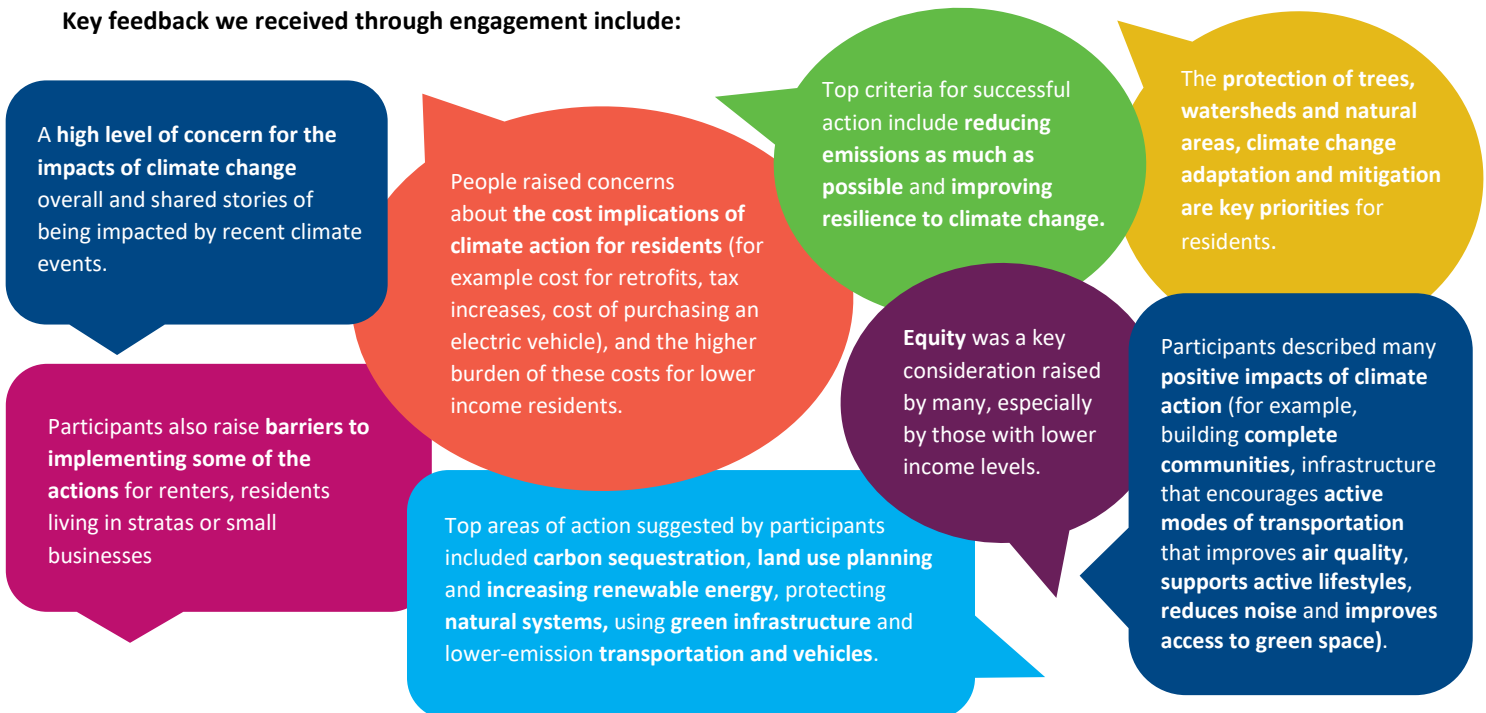 Key feedback we received through engagement include:
A high level of concern for the
impacts of climate change
overall and shared stories of
being impacted by recent climate
events.
People raised concerns
about the cost implications of
climate action for residents (for
example cost for retrofits, tax
increases, cost of purchasing an
electric vehicle), and the higher
burden of these costs for lower
income residents.
Top criteria for successful
action include reducing
emissions as much as
possible and improving
resilience to climate change.
The protection of trees,
watersheds and natural
areas, climate change
adaptation and mitigation
are key priorities for
residents.
Participants also raise barriers to
implementing some of the
actions for renters, residents
living in stratas or small
businesses
Top areas of action suggested by participants
included carbon sequestration, land use planning
and increasing renewable energy, protecting
natural systems, using green infrastructure and
lower-emission transportation and vehicles.
Equity was a key
consideration raised
by many, especially
by those with lower
income levels.
Participants described many
positive impacts of climate
action (for example,
building complete
communities, infrastructure
that encourages active
modes of transportation
that improves air quality,
supports active lifestyles,
reduces noise and improves
access to green space).